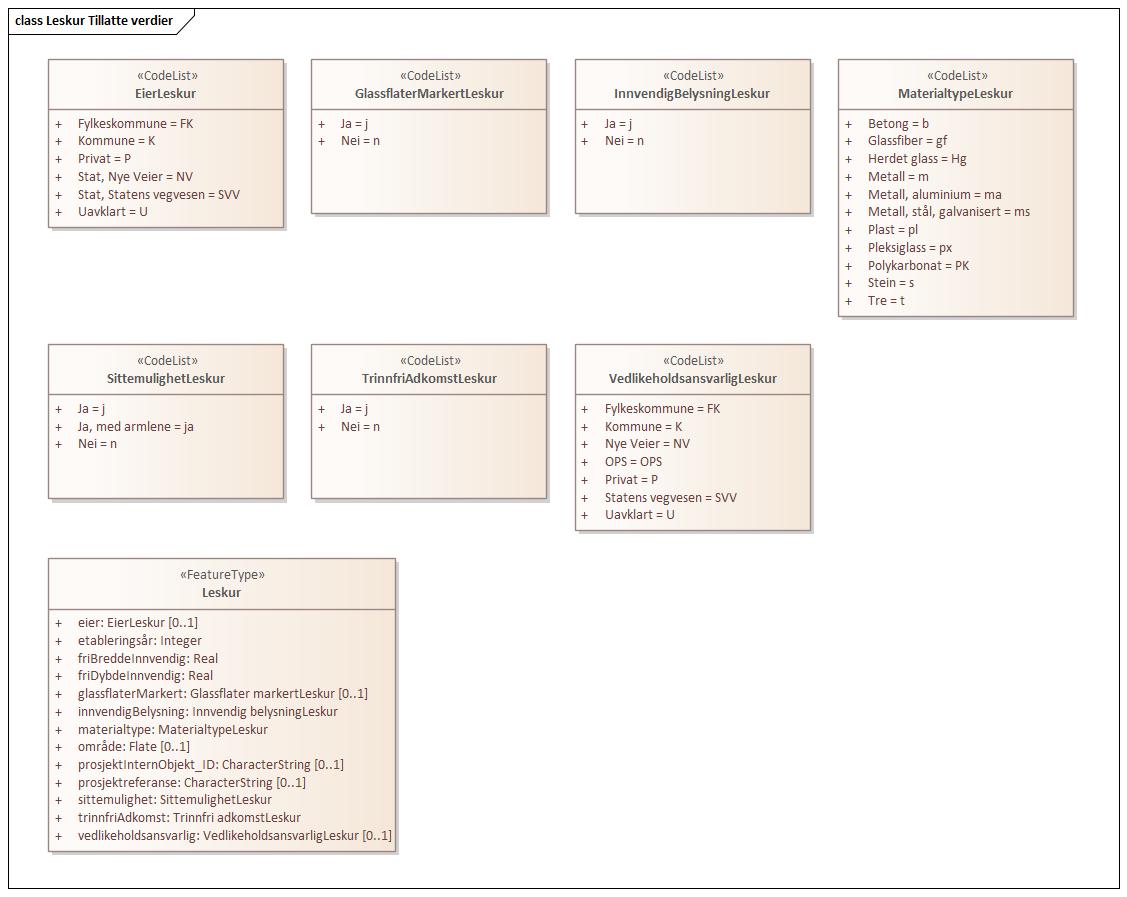 class Leskur Tillatte verdier
«CodeList»
EierLeskur
+ Fylkeskommune = FK
+ Kommune = K
+ Privat = P
+ Stat, Nye Veier = NV
+ Stat, Statens vegvesen = SVV
+ Uavklart = U
«CodeList»
GlassflaterMarkertLeskur
+ Ja = j
+ Nei = n
«CodeList»
InnvendigBelysningLeskur
+ Ja = j
+ Nei = n
«CodeList»
MaterialtypeLeskur
+ Betong = b
+ Glassfiber = gf
+ Herdet glass = Hg
+ Metall = m
+ Metall, aluminium = ma
+ Metall, stål, galvanisert = ms
+ Plast = pl
+ Pleksiglass = px
+ Polykarbonat = PK
+ Stein = s
+ Tre = t
«CodeList»
SittemulighetLeskur
+ Ja = j
+ Ja, med armlene = ja
+ Nei = n
«CodeList»
TrinnfriAdkomstLeskur
+ Ja = j
+ Nei = n
«CodeList»
VedlikeholdsansvarligLeskur
+ Fylkeskommune = FK
+ Kommune = K
+ Nye Veier = NV
+ OPS = OPS
+ Privat = P
+ Statens vegvesen = SVV
+ Uavklart = U
«FeatureType»
Leskur
+ eier: EierLeskur [0..1]
+ etableringsår: Integer
+ friBreddeInnvendig: Real
+ friDybdeInnvendig: Real
+ glassflaterMarkert: Glassflater markertLeskur [0..1]
+ innvendigBelysning: Innvendig belysningLeskur
+ materialtype: MaterialtypeLeskur
+ område: Flate [0..1]
+ prosjektInternObjekt_ID: CharacterString [0..1]
+ prosjektreferanse: CharacterString [0..1]
+ sittemulighet: SittemulighetLeskur
+ trinnfriAdkomst: Trinnfri adkomstLeskur
+ vedlikeholdsansvarlig: VedlikeholdsansvarligLeskur [0..1]